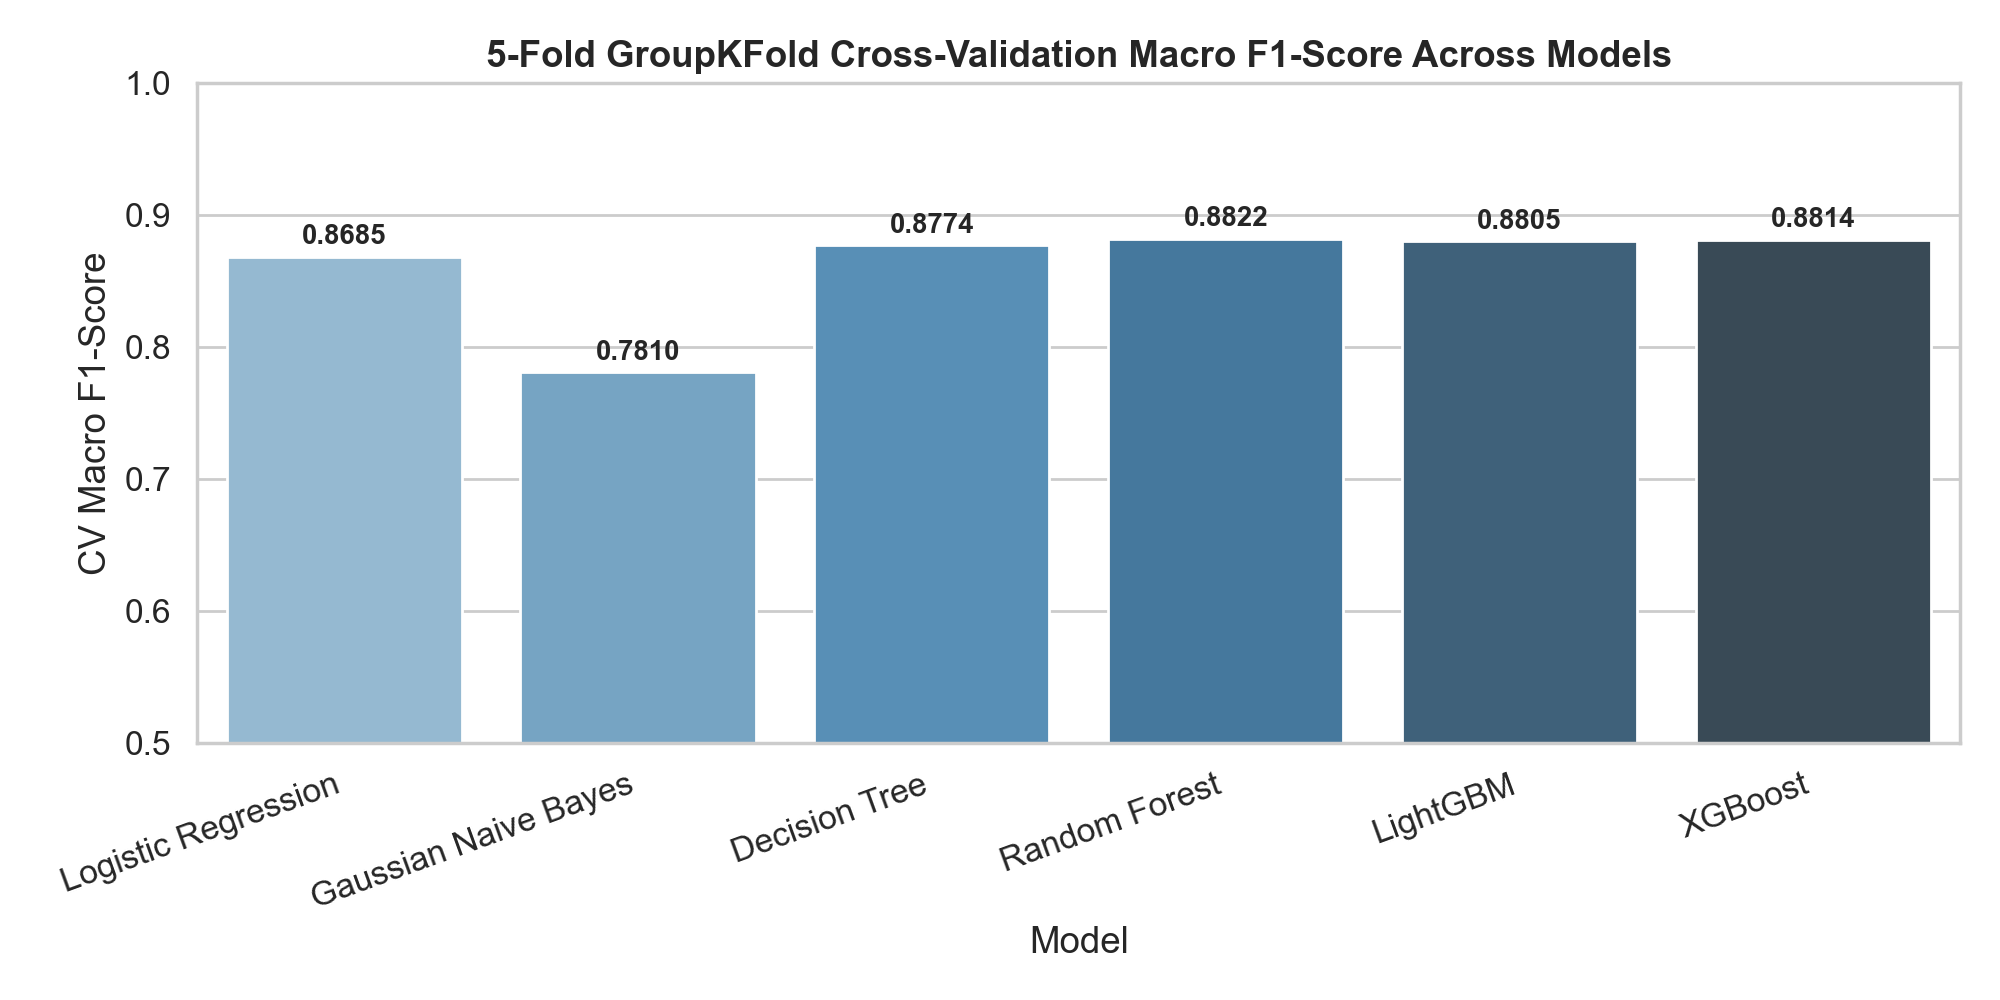 5-Fold GroupKFold Cross-Validation Macro F1-Score Across Models
CV Macro F1-Score
1.0
0.9
0.8
0.7
0.6
0.5
0.8685
0.7810
0.8774
0.8822
0.8805
0.8814
Logistic Regression
Gaussian Naive Bayes
Decision Tree
Random Forest
LightGBM
XGBoost
Model